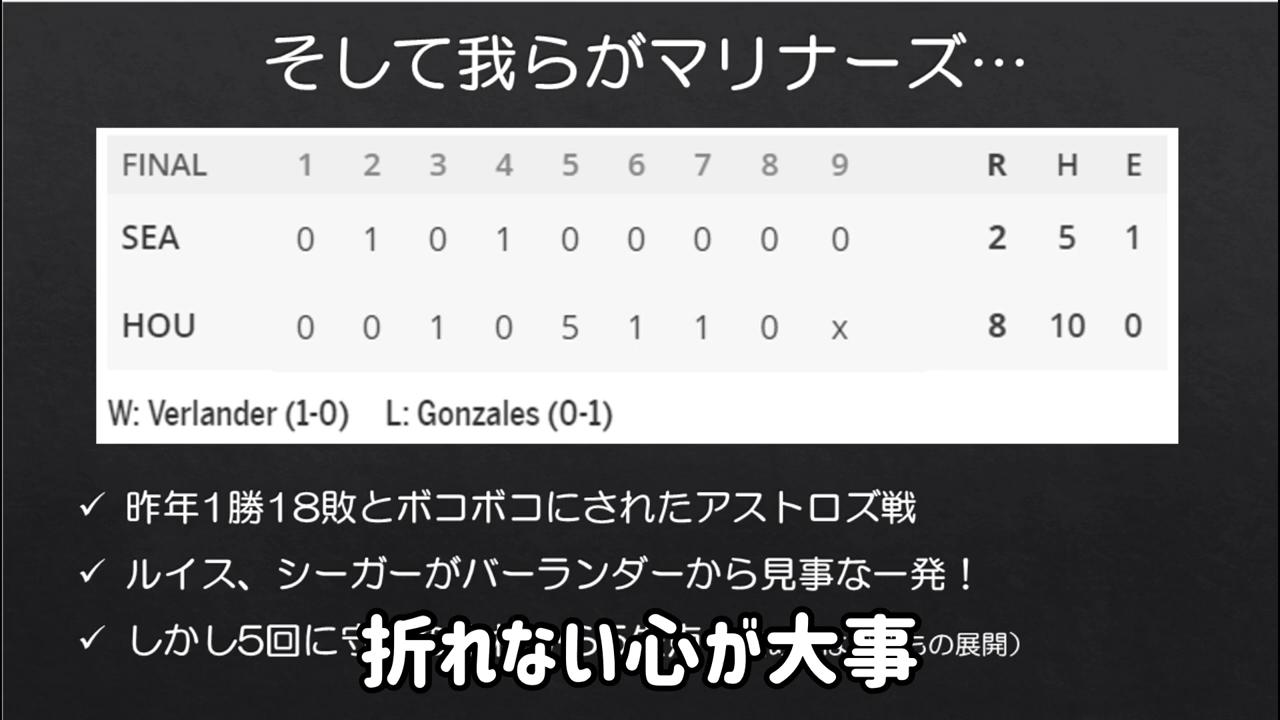 そして我らがマリナーズ…
FINAL 1 2 3 4 5 6 7 8 9 R H E
SEA 0 1 0 1 0 0 0 0 0 2 5 1
HOU 0 0 1 0 5 1 1 0 x 8 10 0
W: Verlander (1-0) L: Gonzales (0-1)
✓ 昨年1勝18敗とボコボコにされたアストロズ戦
✓ ルイス、シーガーがバーランダーから見事な一発！
✓ しかし5回に の展開）
折れない心が大事